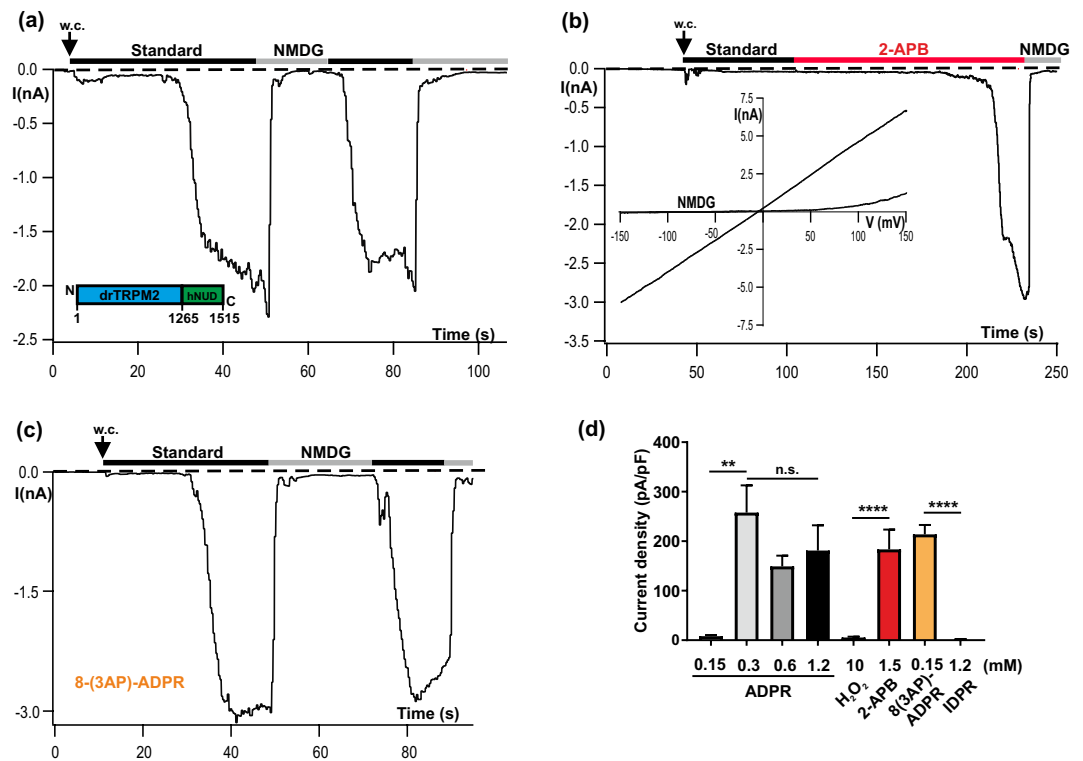 (a)
w.c.
Standard NMDG
0.0
I(nA)
-0.5
-1.0
-1.5
-2.0
-2.5
N drTRPM2 hNUD C
1 1265 1515
Time (s)
0 20 40 60 80 100
(b)
w.c.
Standard 2-APB NMDG
0.0
I(nA)
-0.5
-1.0
-1.5
-2.0
-2.5
-3.0
-3.5
7.5
I(nA)
5.0
2.5
NMDG
V (mV)
-150 -100 -50 50 100 150
-2.5
-5.0
-7.5
Time (s)
0 50 100 150 200 250
(c)
w.c.
Standard NMDG
0.0
I(nA)
-1.5
8-(3AP)-ADPR
-3.0
Time (s)
0 20 40 60 80
(d)
Current density (pA/pF)
400
300
200
100
0
** n.s. **** ****
0.15 0.3 0.6 1.2 10 1.5 0.15 1.2 (mM)
ADPR
H₂O₂
2-APB
8(3AP)-
ADPR
IDPR